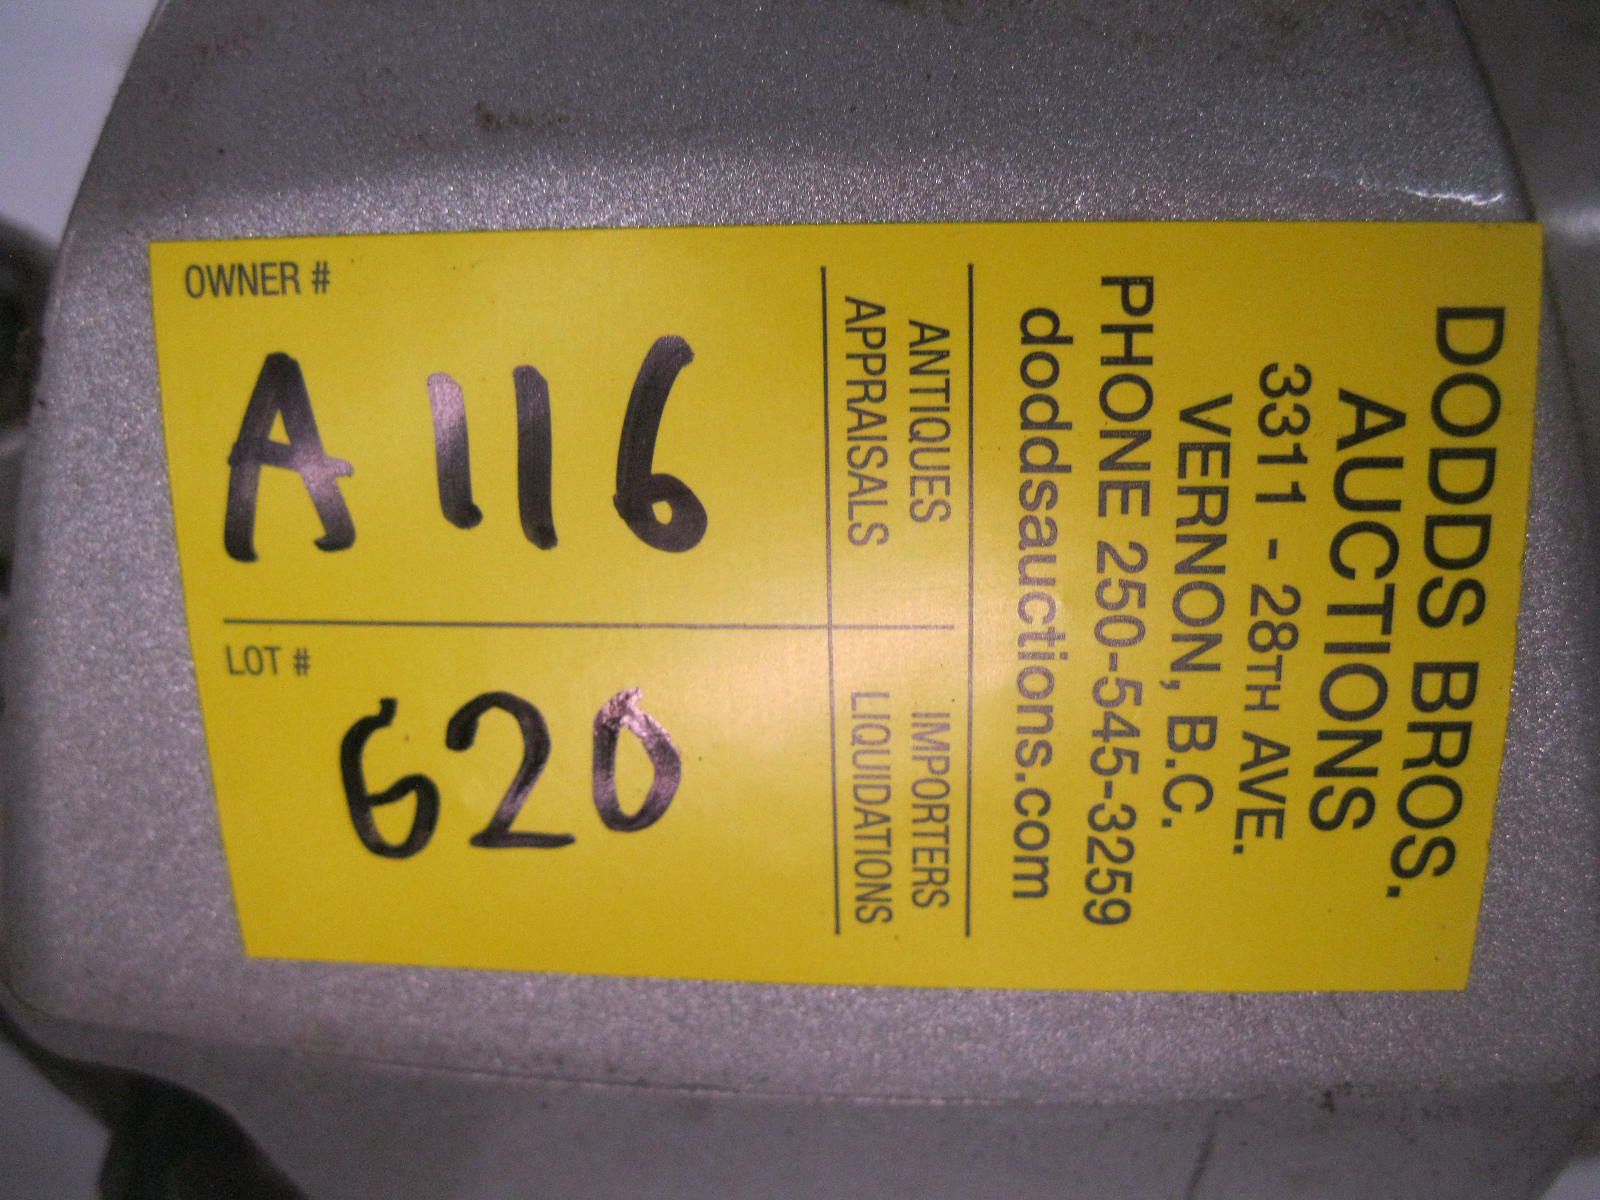 DODDS BROS.
AUCTIONS
3311 - 28TH AVE.
VERNON, B.C.
PHONE 250-545-3259
doddsauctions.com
ANTIQUES IMPORTERS
APPRAISALS LIQUIDATIONS
OWNER #
A116
LOT #
620